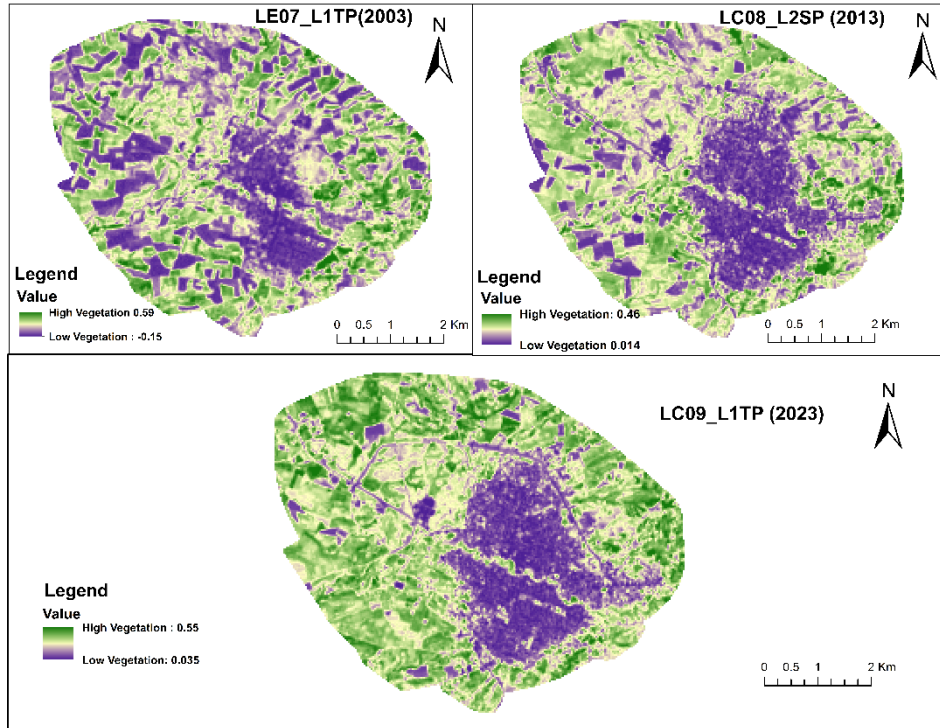 LE07_L1TP(2003)
N
Legend
Value
High Vegetation 0.59
Low Vegetation : -0.15
0 0.5 1 2 Km
LC08_L2SP (2013)
N
Legend
Value
High Vegetation: 0.46
Low Vegetation 0.014
0 0.5 1 2 Km
LC09_L1TP (2023)
N
Legend
Value
High Vegetation : 0.55
Low Vegetation: 0.035
0 0.5 1 2 Km